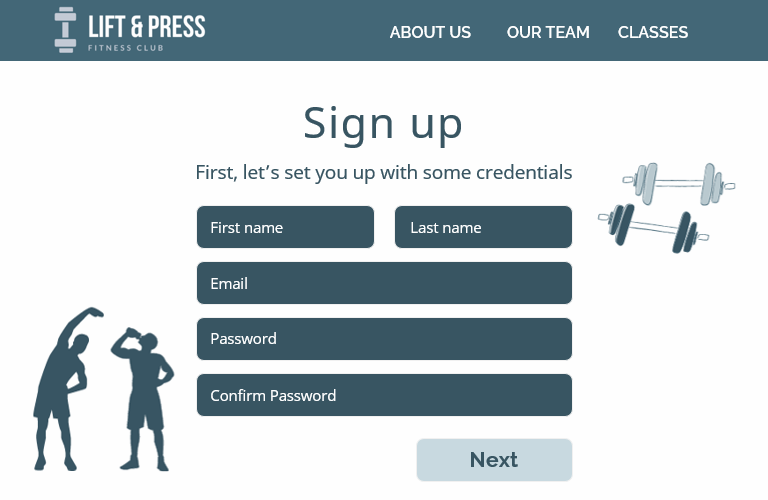 LIFT & PRESS
FITNESS CLUB
ABOUT US OUR TEAM CLASSES
Sign up
First, let’s set you up with some credentials
First name Last name
Email
Password
Confirm Password
Next